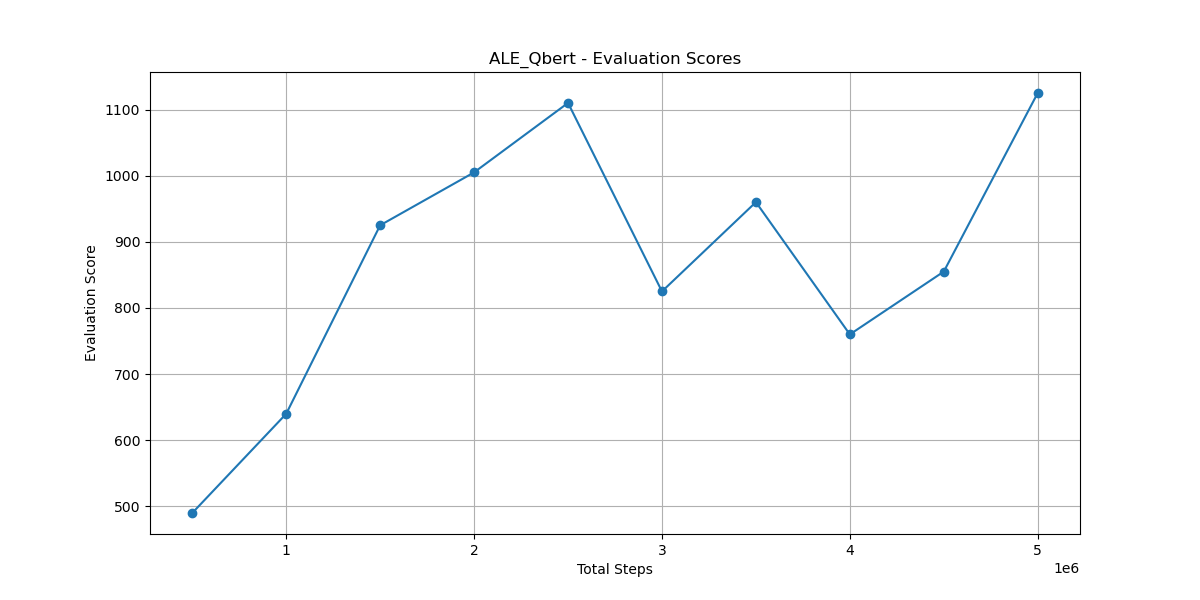 ALE_Qbert - Evaluation Scores
1100
1000
900
800
700
600
500
Evaluation Score
1 2 3 4 5
Total Steps
1e6